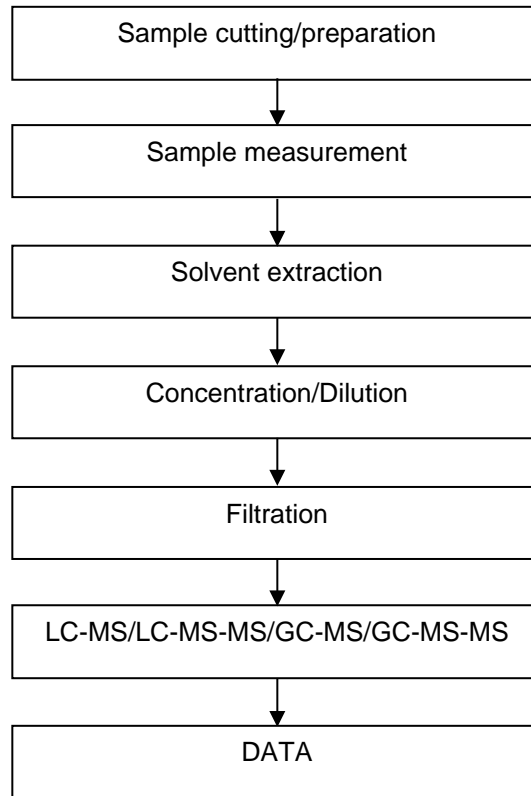 Sample cutting/preparation
Sample measurement
Solvent extraction
Concentration/Dilution
Filtration
LC-MS/LC-MS-MS/GC-MS/GC-MS-MS
DATA